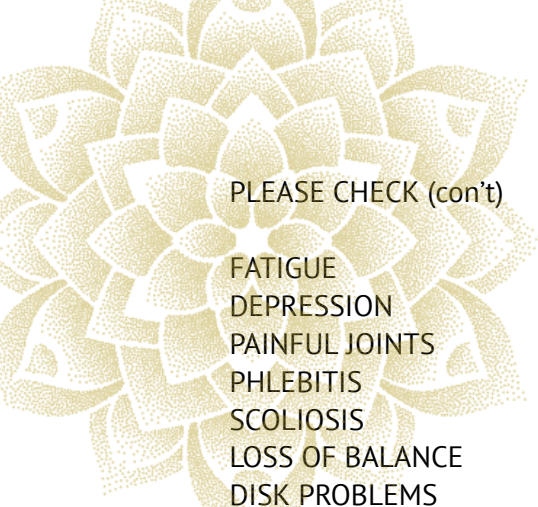 PLEASE CHECK (con’t)
FATIGUE
DEPRESSION
PAINFUL JOINTS
PHLEBITIS
SCOLIOSIS
LOSS OF BALANCE
DISK PROBLEMS